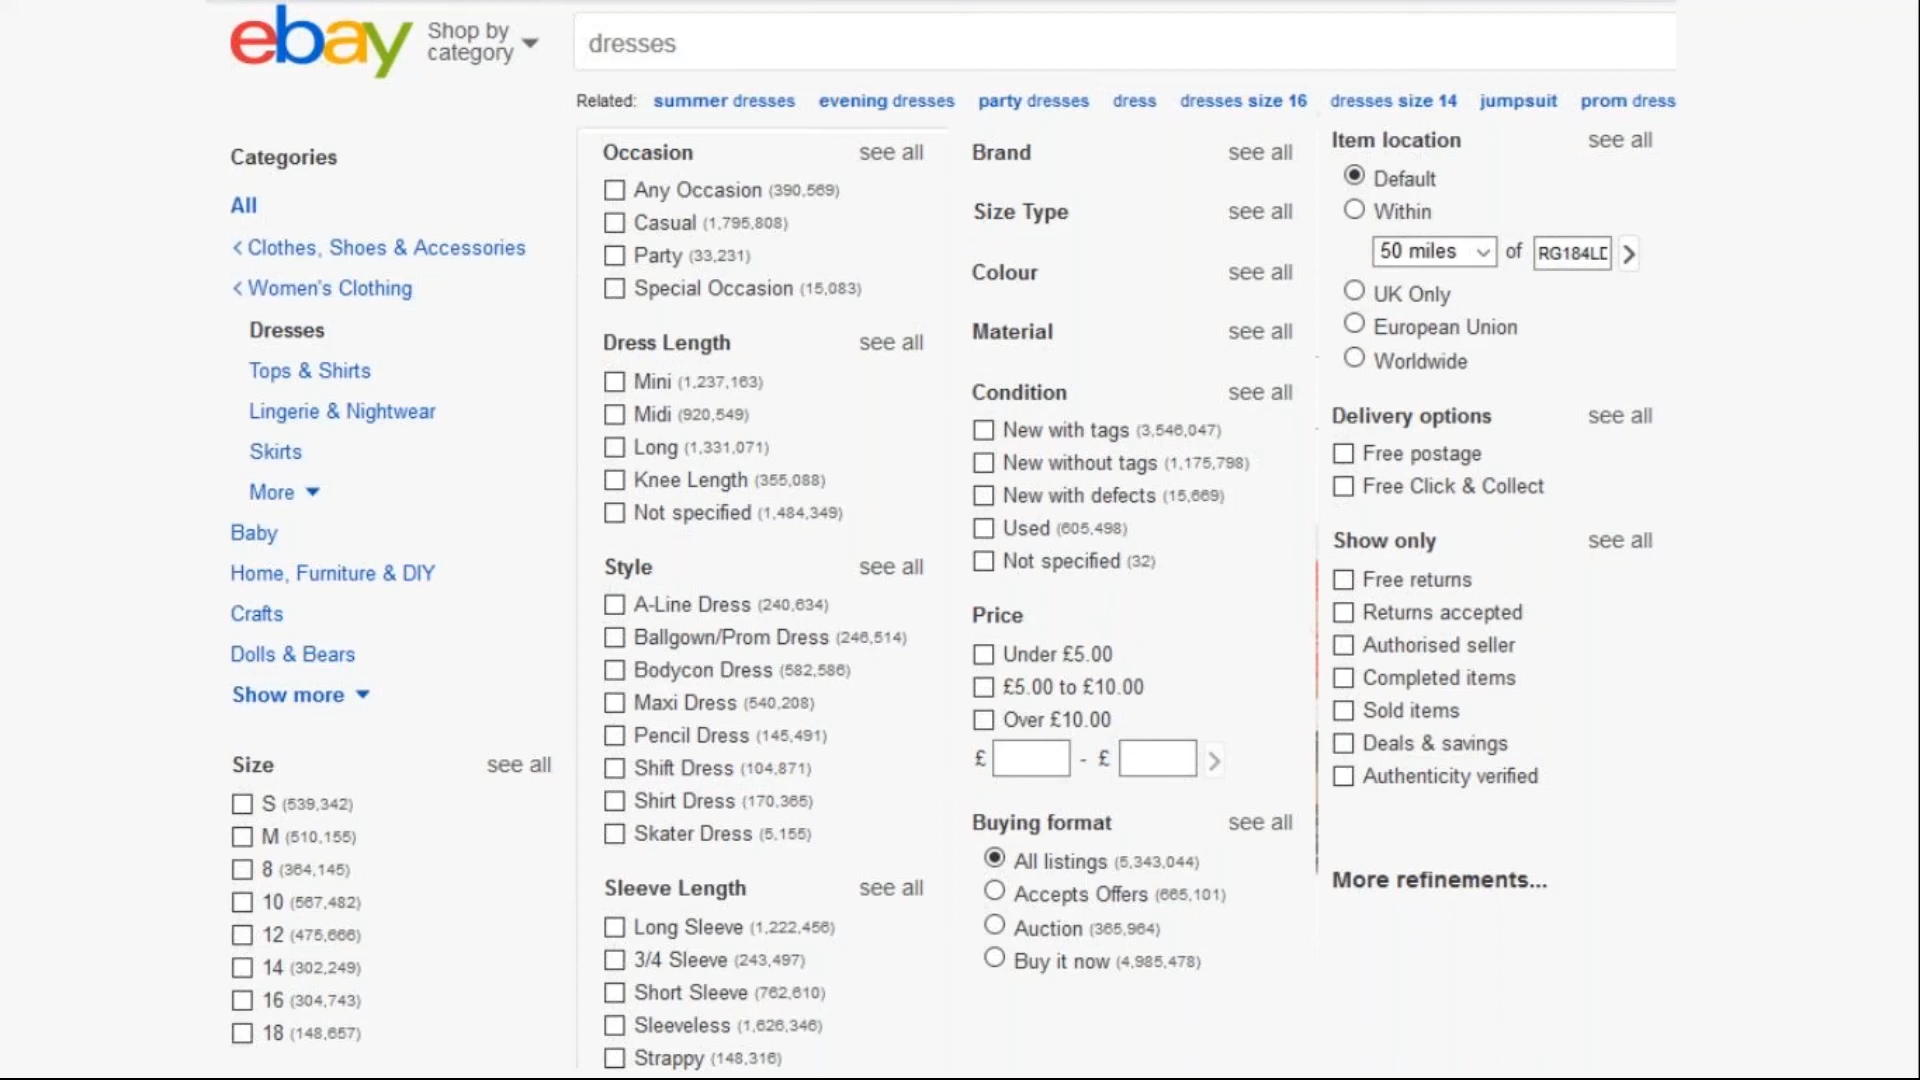 ebay
Shop by
category
dresses
Related: summer dresses evening dresses party dresses dress dresses size 16 dresses size 14 jumpsuit prom dress
Categories
All
< Clothes, Shoes & Accessories
< Women's Clothing
Dresses
Tops & Shirts
Lingerie & Nightwear
Skirts
More
Baby
Home, Furniture & DIY
Crafts
Dolls & Bears
Show more
Size see all
S (539,342)
M (510,155)
8 (364,145)
10 (567,482)
12 (475,666)
14 (302,249)
16 (304,743)
18 (148,657)
Occasion see all
Any Occasion (390,569)
Casual (1,795,808)
Party (33,231)
Special Occasion (15,083)
Dress Length see all
Mini (1,237,163)
Midi (920,549)
Long (1,331,071)
Knee Length (355,088)
Not specified (1,484,349)
Style see all
A-Line Dress (240,634)
Ballgown/Prom Dress (246,514)
Bodycon Dress (582,586)
Maxi Dress (540,208)
Pencil Dress (145,491)
Shift Dress (104,871)
Shirt Dress (170,365)
Skater Dress (5,155)
Sleeve Length see all
Long Sleeve (1,222,456)
3/4 Sleeve (243,497)
Short Sleeve (762,610)
Sleeveless (1,626,346)
Strappy (148,316)
Brand see all
Size Type see all
Colour see all
Material see all
Condition see all
New with tags (3,546,047)
New without tags (1,175,798)
New with defects (15,669)
Used (605,498)
Not specified (32)
Price
Under £5.00
£5.00 to £10.00
Over £10.00
£ - £
Buying format see all
All listings (5,343,044)
Accepts Offers (665,101)
Auction (365,964)
Buy it now (4,985,478)
Item location see all
Default
Within
50 miles of RG184LD
UK Only
European Union
Worldwide
Delivery options see all
Free postage
Free Click & Collect
Show only see all
Free returns
Returns accepted
Authorised seller
Completed items
Sold items
Deals & savings
Authenticity verified
More refinements...